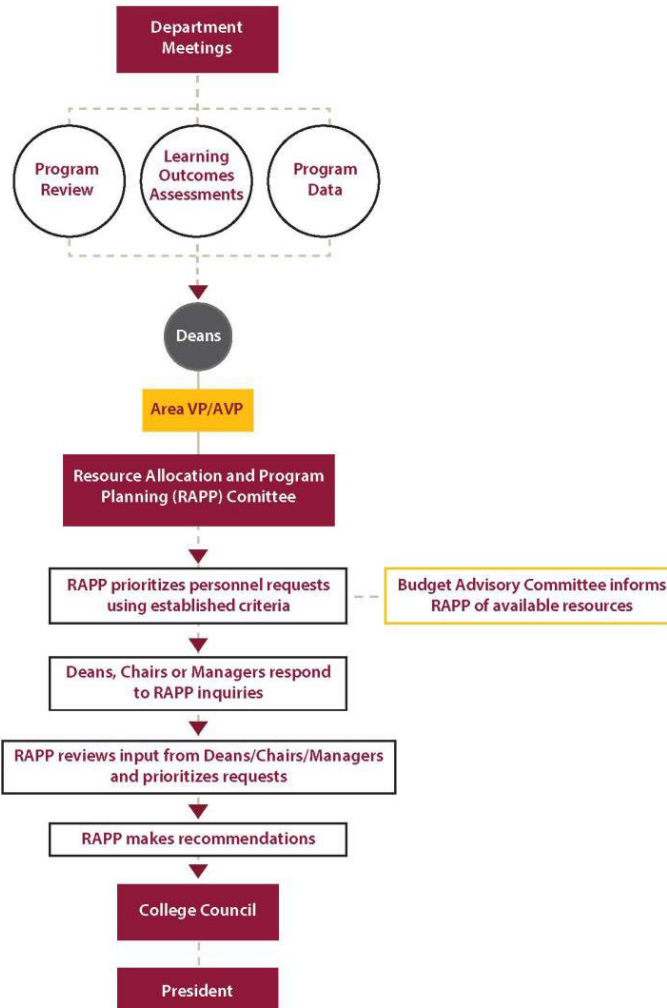 Department
Meetings
Program
Review
Learning
Outcomes
Assessments
Program
Data
Deans
Area VP/AVP
Resource Allocation and Program
Planning (RAPP) Comittee
RAPP prioritizes personnel requests
using established criteria
Budget Advisory Committee informs
RAPP of available resources
Deans, Chairs or Managers respond
to RAPP inquiries
RAPP reviews input from Deans/Chairs/Managers
and prioritizes requests
RAPP makes recommendations
College Council
President